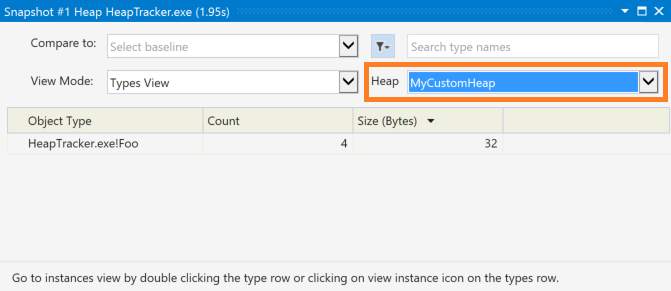 Snapshot #1 Heap HeapTracker.exe (1.95s)
Compare to: Select baseline Search type names
View Mode: Types View Heap MyCustomHeap
Object Type Count Size (Bytes)
HeapTracker.exe!Foo 4 32
Go to instances view by double clicking the type row or clicking on view instance icon on the types row.